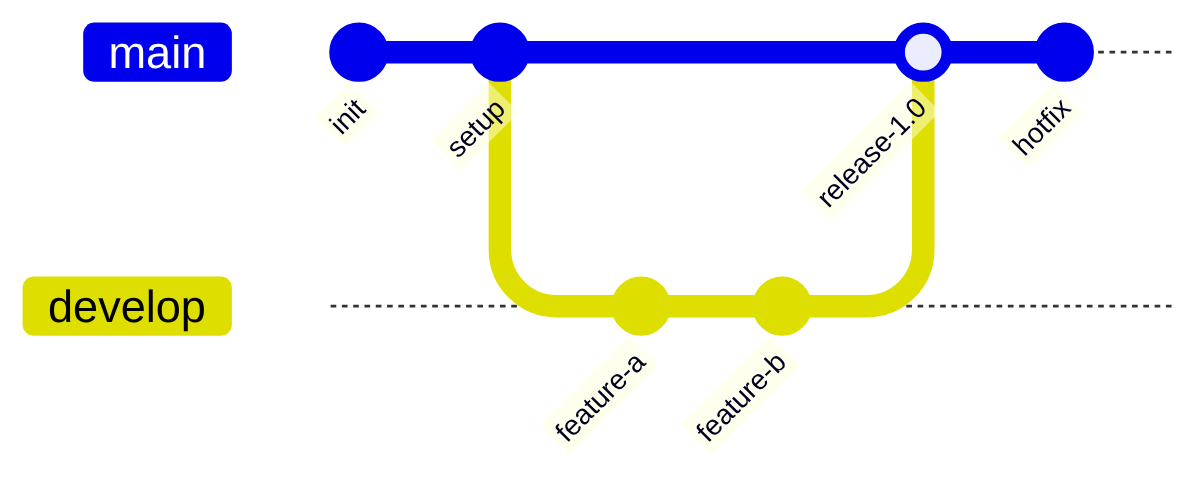 main
init
setup
release-1.0
hotfix
develop
feature-a
feature-b